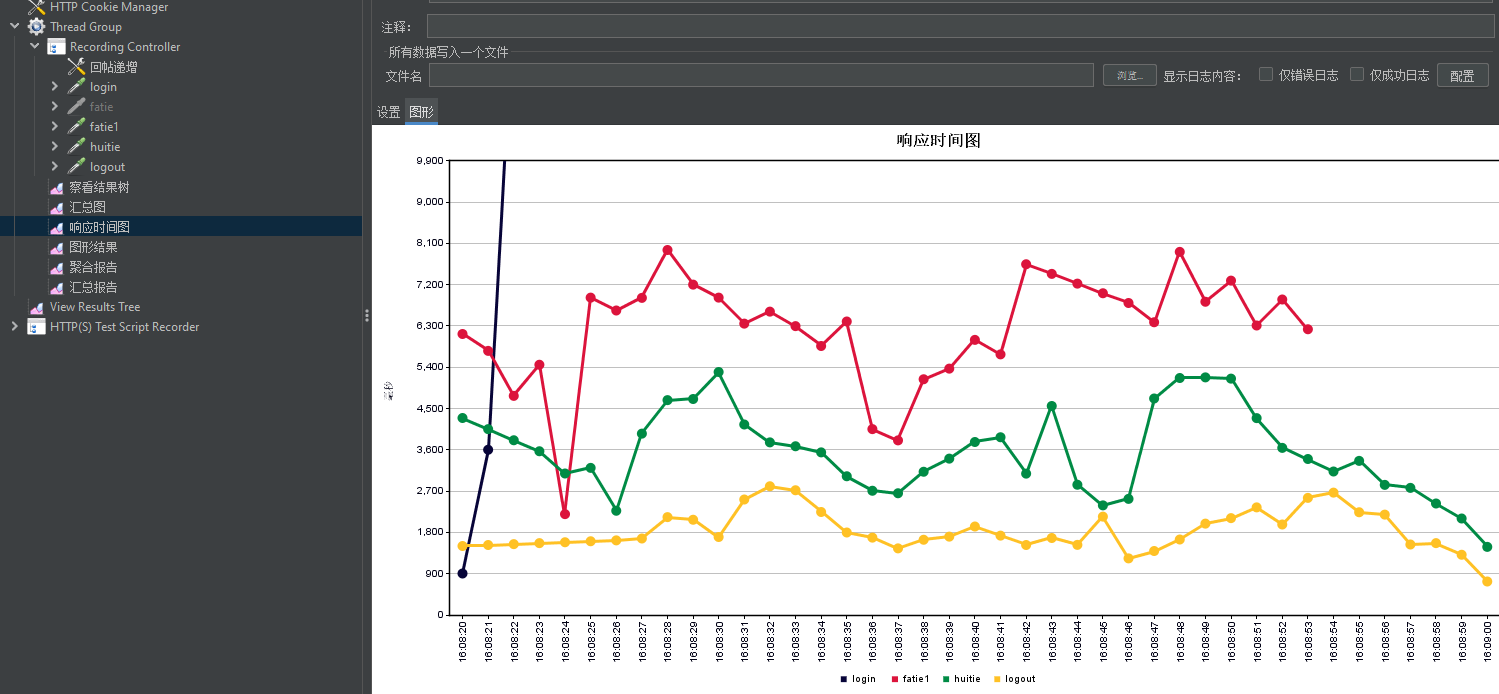 HTTP Cookie Manager
Thread Group
Recording Controller
回帖递增
login
fatie
fatie1
huitie
logout
察看结果树
汇总图
响应时间图
图形结果
聚合报告
汇总报告
View Results Tree
HTTP(S) Test Script Recorder
注释:
所有数据写入一个文件
文件名 浏览... 显示日志内容: 仅错误日志 仅成功日志 配置
设置 图形
响应时间图
9,900
9,000
8,100
7,200
6,300
5,400
4,500
3,600
2,700
1,800
900
0
毫秒
16:08:20 16:08:21 16:08:22 16:08:23 16:08:24 16:08:25 16:08:26 16:08:27 16:08:28 16:08:29 16:08:30 16:08:31 16:08:32 16:08:33 16:08:34 16:08:35 16:08:36 16:08:37 16:08:38 16:08:39 16:08:40 16:08:41 16:08:42 16:08:43 16:08:44 16:08:45 16:08:46 16:08:47 16:08:48 16:08:49 16:08:50 16:08:51 16:08:52 16:08:53 16:08:54 16:08:55 16:08:56 16:08:57 16:08:58 16:08:59 16:09:00
login fatie1 huitie logout